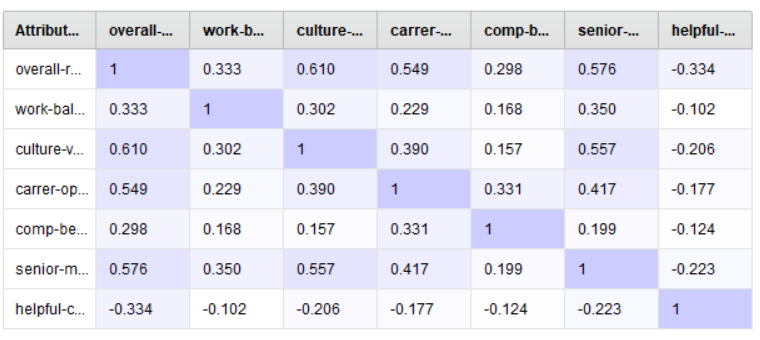 Attribut... overall-... work-b... culture-... carrer-... comp-b... senior-... helpful-...
overall-r... 1 0.333 0.610 0.549 0.298 0.576 -0.334
work-bal... 0.333 1 0.302 0.229 0.168 0.350 -0.102
culture-v... 0.610 0.302 1 0.390 0.157 0.557 -0.206
carrer-op... 0.549 0.229 0.390 1 0.331 0.417 -0.177
comp-be... 0.298 0.168 0.157 0.331 1 0.199 -0.124
senior-m... 0.576 0.350 0.557 0.417 0.199 1 -0.223
helpful-c... -0.334 -0.102 -0.206 -0.177 -0.124 -0.223 1